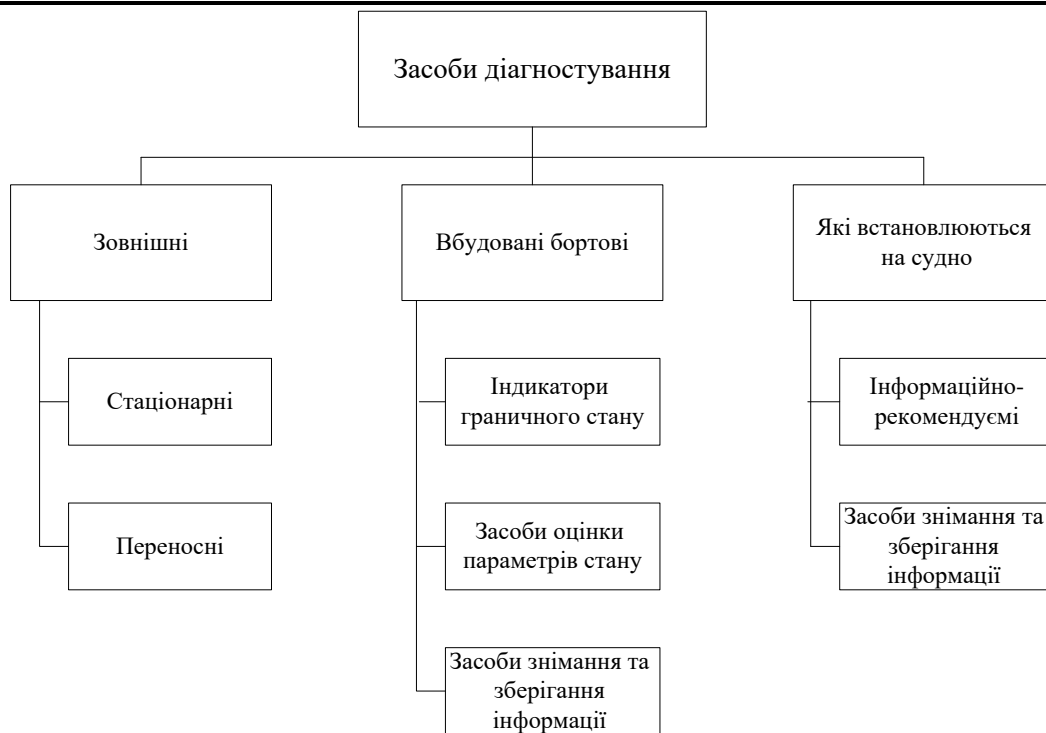 Засоби діагностування
Зовнішні
Вбудовані бортові
Які встановлюються
на судно
Стаціонарні
Індикатори
граничного стану
Інформаційно-
рекомендуємі
Переносні
Засоби оцінки
параметрів стану
Засоби знімання та
зберігання
інформації
Засоби знімання та
зберігання
інформації